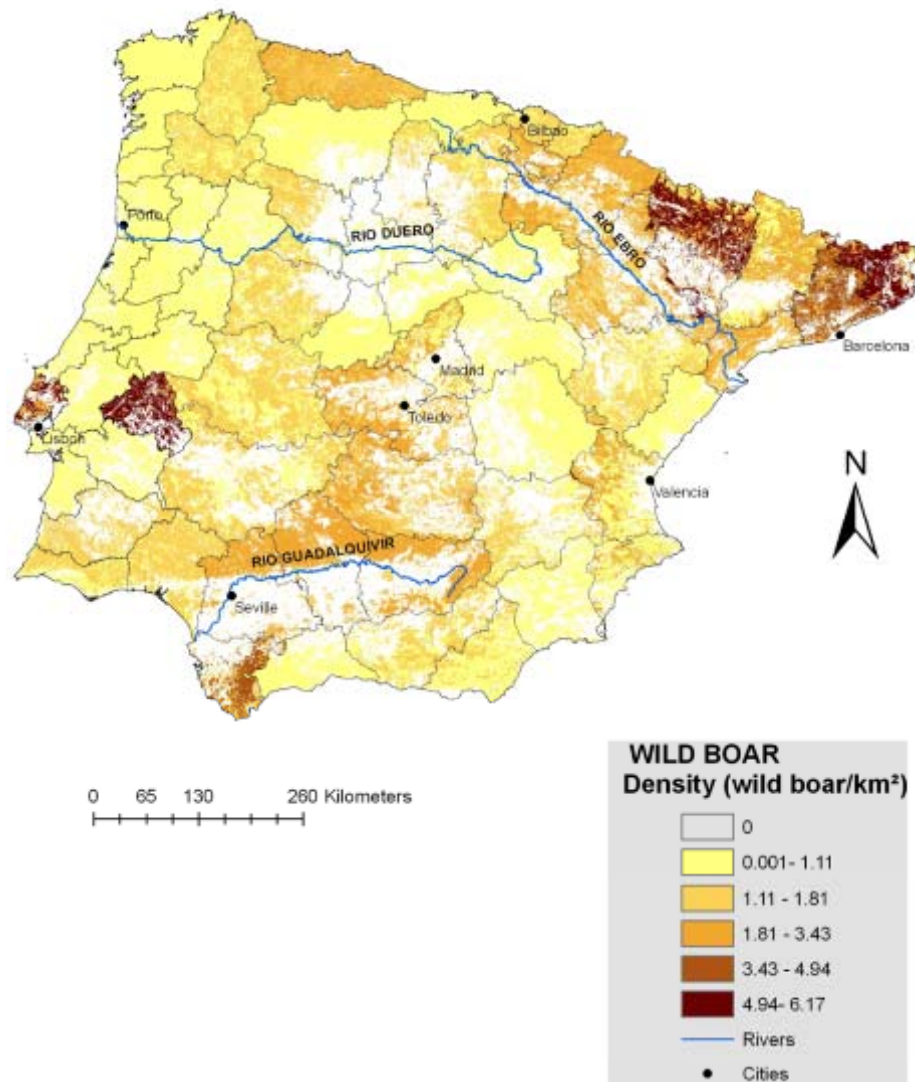 Bilbao
Porto
RIO DUERO
RIO EBRO
Barcelona
Madrid
Toledo
Lisbon
N
Valencia
RIO GUADALQUIVIR
Seville
0 65 130 260 Kilometers
WILD BOAR
Density (wild boar/km²)
0
0.001- 1.11
1.11 - 1.81
1.81 - 3.43
3.43 - 4.94
4.94- 6.17
Rivers
Cities